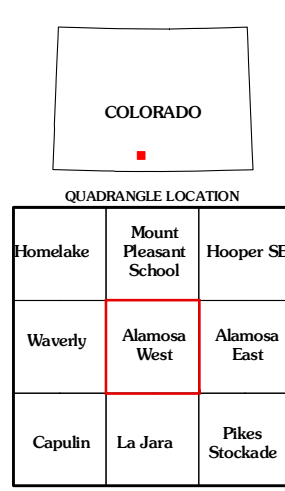 COLORADO
QUADRANGLE LOCATION
Homelake
Mount
Pleasant
School
Hooper SE
Waverly
Alamosa
West
Alamosa
East
Capulin
La Jara
Pikes
Stockade